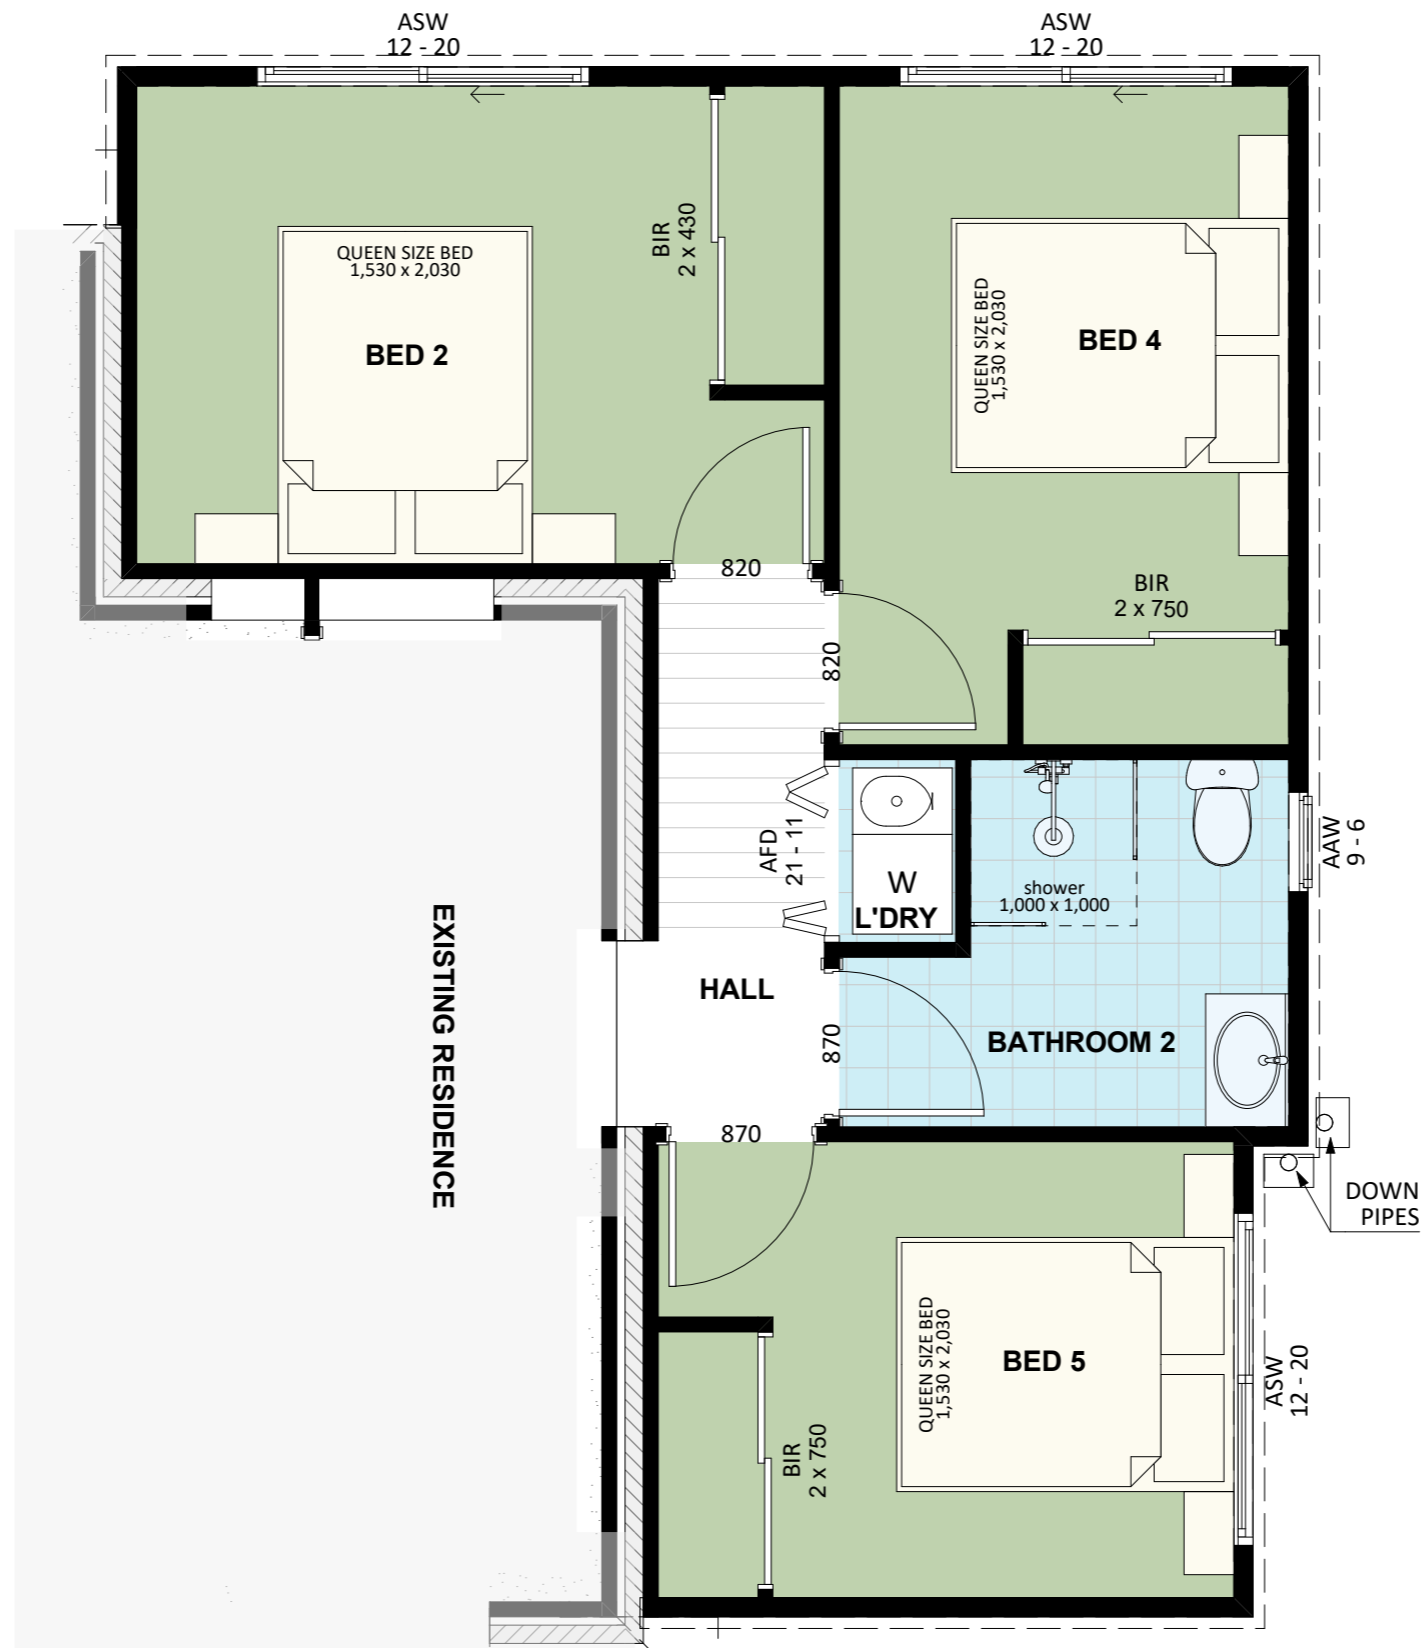 ASW
12 - 20
ASW
12 - 20
BIR
2 x 430
QUEEN SIZE BED
1,530 x 2,030
BED 2
QUEEN SIZE BED
1,530 x 2,030
BED 4
820
BIR
2 x 750
820
AFD
21 - 11
W
L'DRY
shower
1,000 x 1,000
AAW
9 - 6
EXISTING RESIDENCE
HALL
870
BATHROOM 2
870
DOWN
PIPES
QUEEN SIZE BED
1,530 x 2,030
BED 5
ASW
12 - 20
BIR
2 x 750